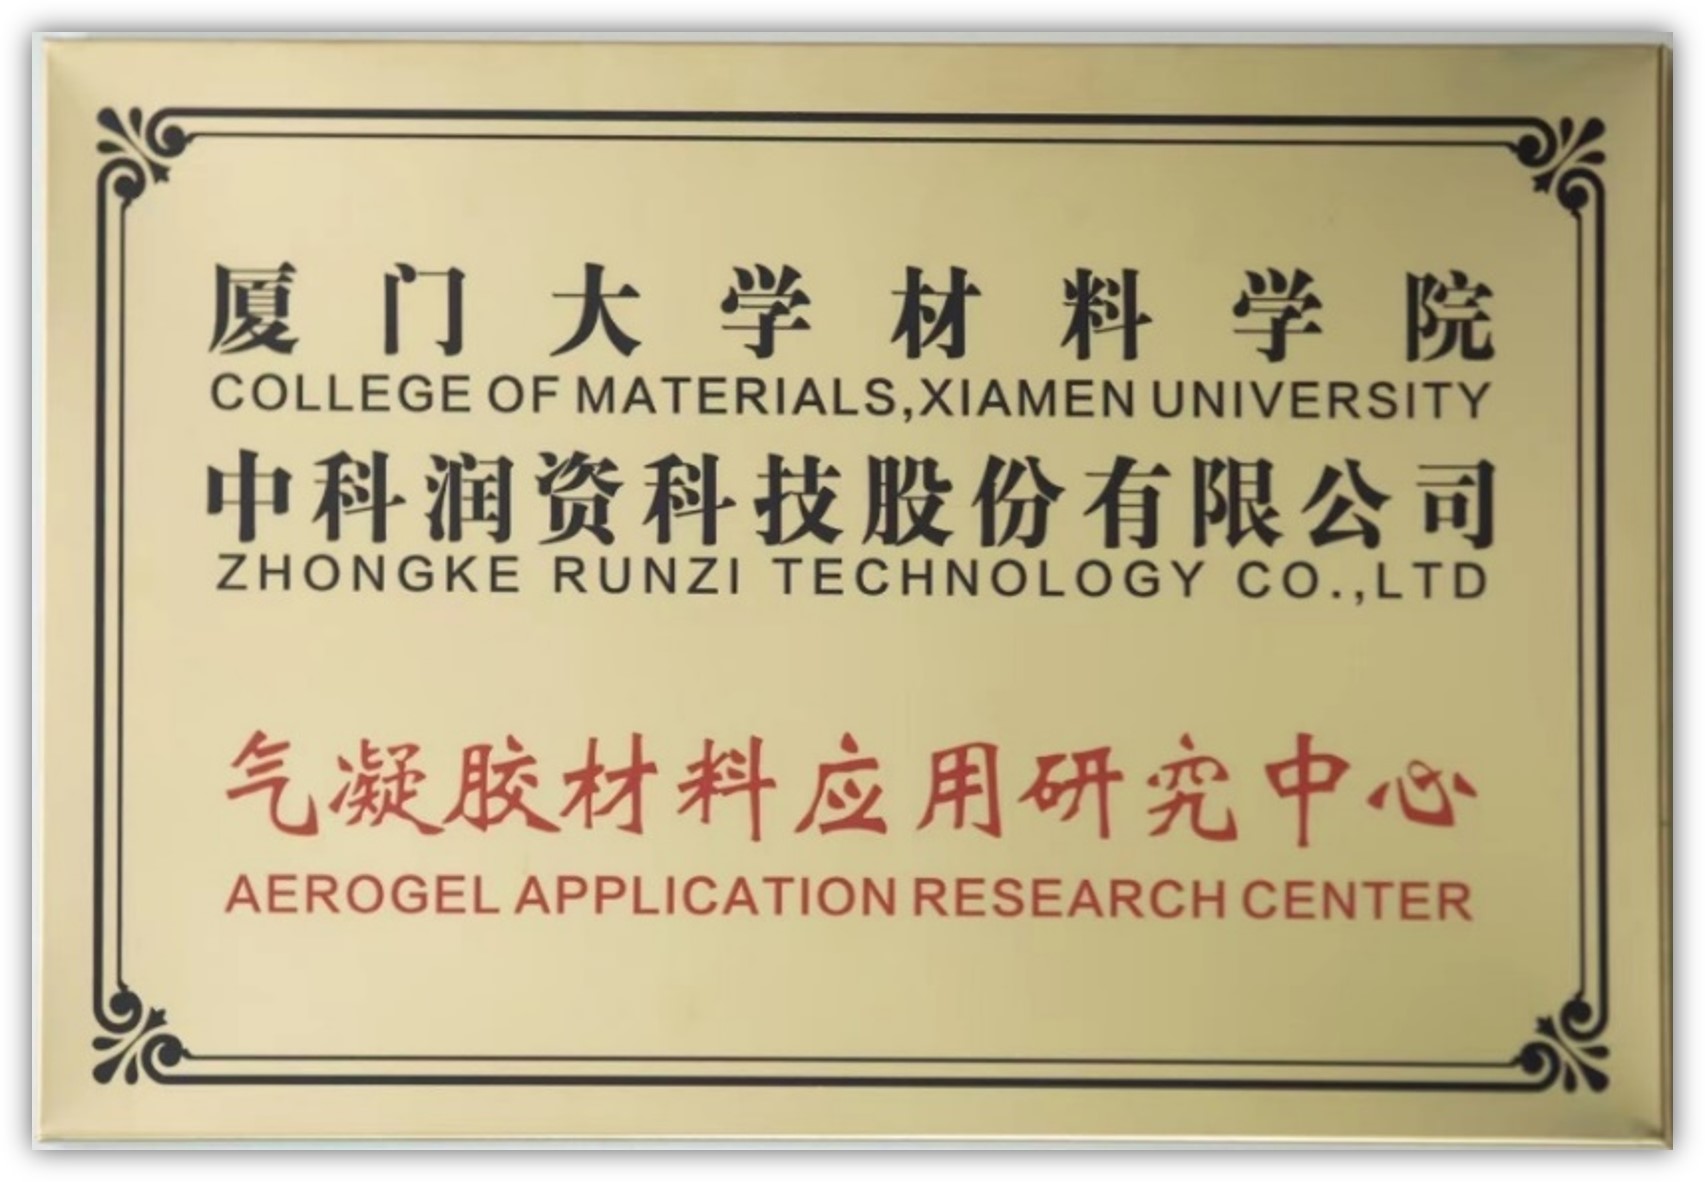 厦门大学材料学院
COLLEGE OF MATERIALS,XIAMEN UNIVERSITY
中科润资科技股份有限公司
ZHONGKE RUNZI TECHNOLOGY CO.,LTD
气凝胶材料应用研究中心
AEROGEL APPLICATION RESEARCH CENTER